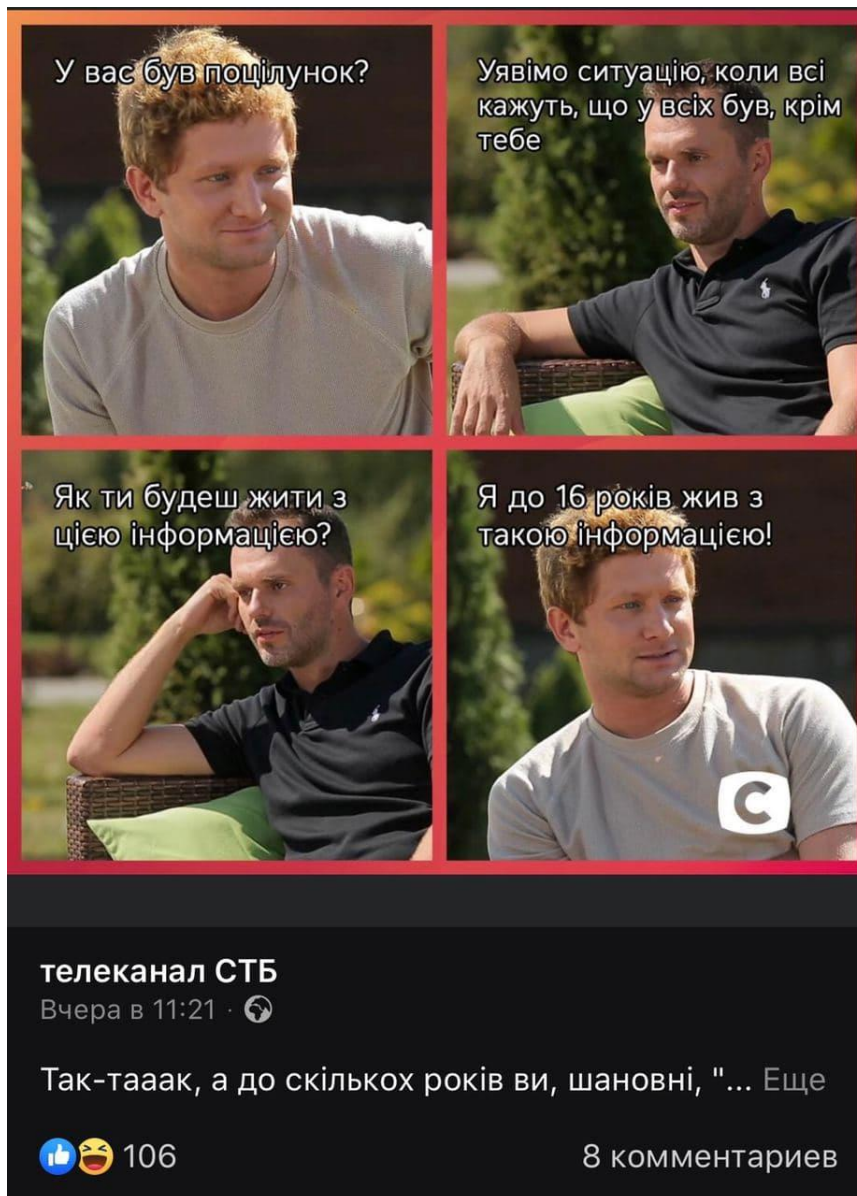 У вас був поцілунок?
Уявімо ситуацію, коли всі
кажуть, що у всіх був, крім
тебе
Як ти будеш жити з
цією інформацією?
Я до 16 років жив з
такою інформацією!
С
телеканал СТБ
Вчера в 11:21 ·
Так-тааак, а до скількох років ви, шановні, "... Еще
106
8 комментариев